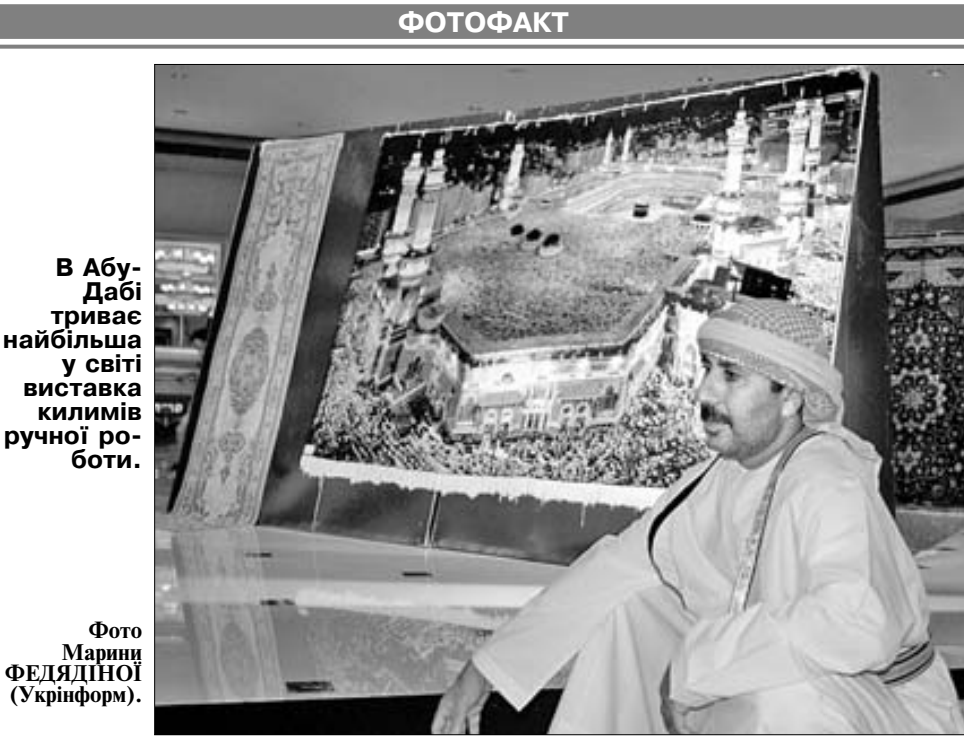 ФОТОФАКТ
В Абу-
Дабі
триває
найбільша
у світі
виставка
килимів
ручної ро-
боти.
Фото
Марини
ФЕДЯДІНОЇ
(Укрінформ).